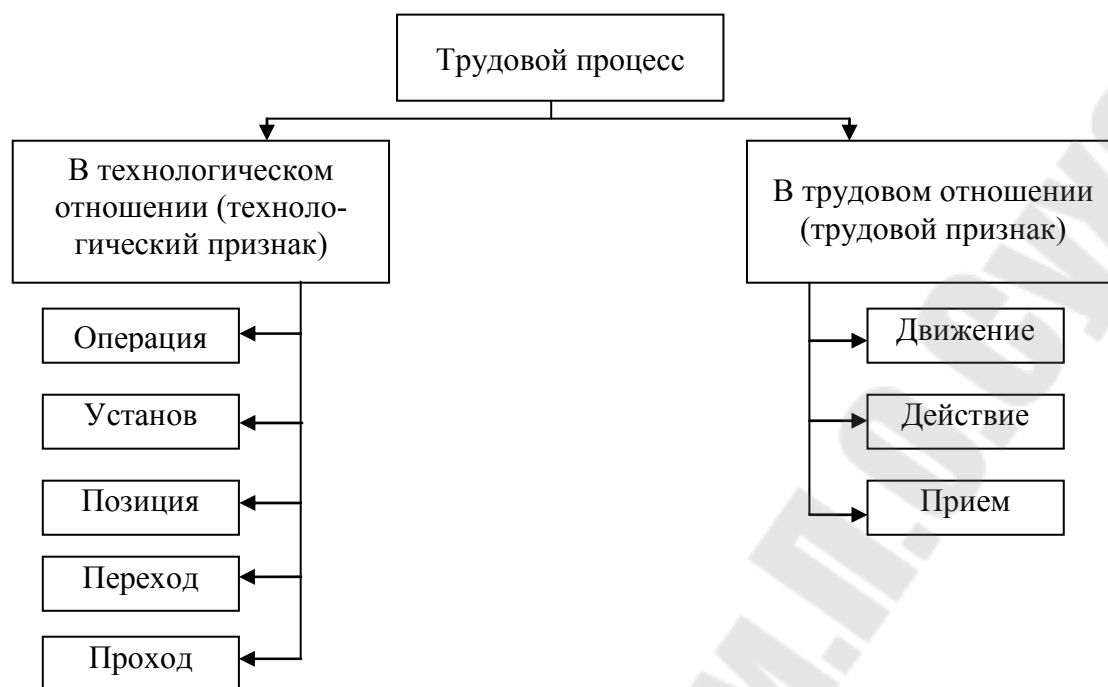 Трудовой процесс
В технологическом
отношении (техноло-
гический признак)
В трудовом отношении
(трудовой признак)
Операция
Установ
Позиция
Переход
Проход
Движение
Действие
Прием
м.П.О.Сух